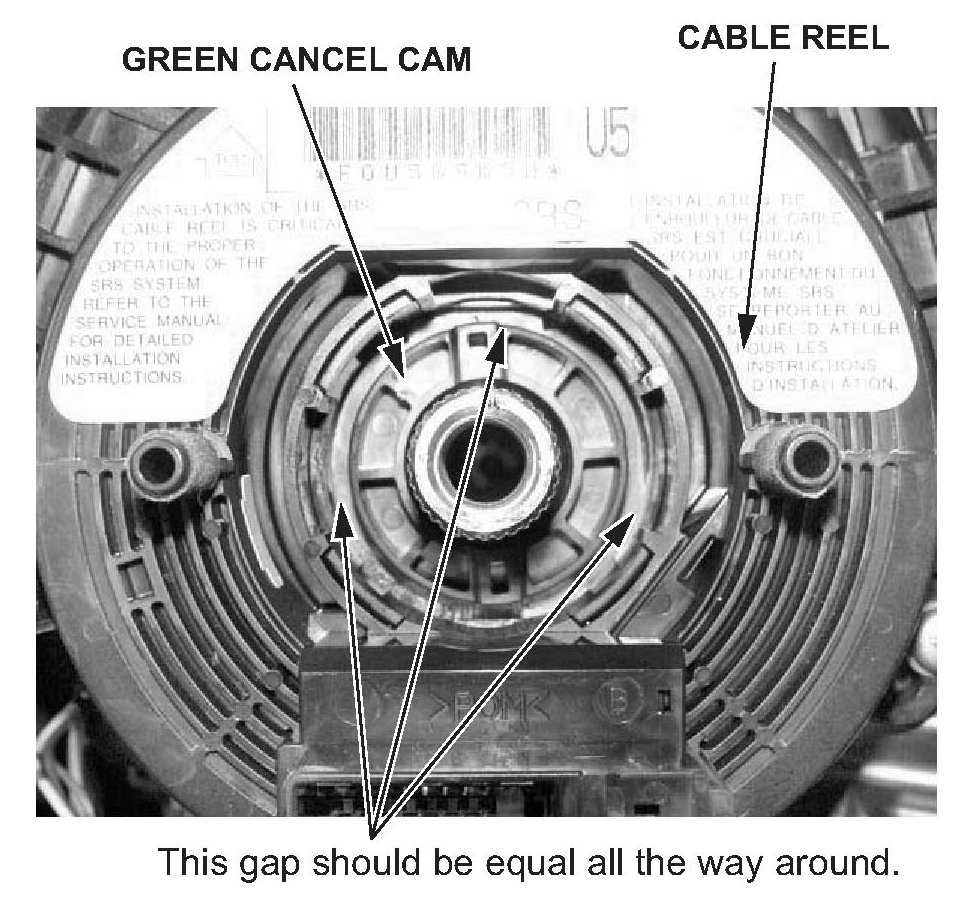 GREEN CANCEL CAM
CABLE REEL
U5
INSTALLATION OF THE SRS
CABLE REEL IS CRITICAL
TO THE PROPER
OPERATION OF THE
SRS SYSTEM.
REFER TO THE
SERVICE MANUAL
FOR DETAILED
INSTALLATION
INSTRUCTIONS.
INSTALLATION DE
ENROULEUR DE CABLE
SRS EST CRUCIALE
POUR UN BON
FONCTIONNEMENT DU
SYSTEME SRS
SE REPORTER AU
MANUEL D ATELIER
POUR LES
INSTRUCTIONS
D INSTALLATION.
>POM<
B
This gap should be equal all the way around.